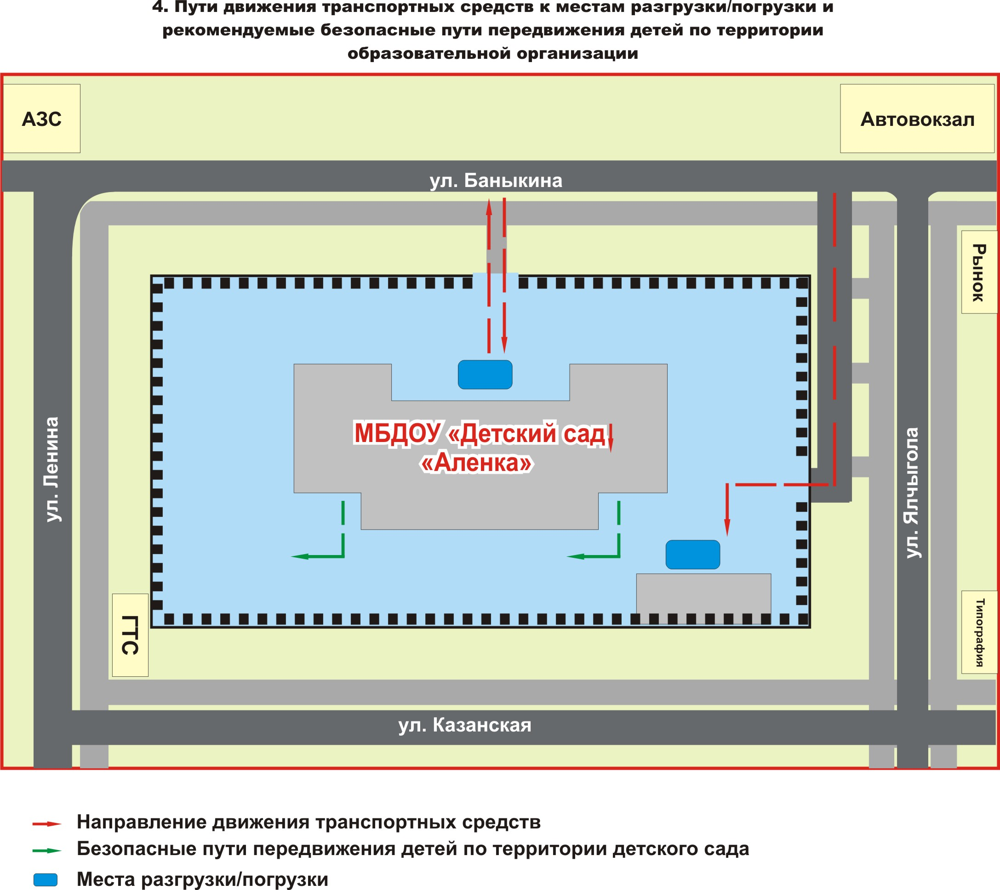 4. Пути движения транспортных средств к местам разгрузки/погрузки и
рекомендуемые безопасные пути передвижения детей по территории
образовательной организации
АЗС
Автовокзал
ул. Баныкина
Рынок
МБДОУ «Детский сад
«Аленка»
ул. Ленина
ул. Ялчыгола
ГТС
Типография
ул. Казанская
Направление движения транспортных средств
Безопасные пути передвижения детей по территории детского сада
Места разгрузки/погрузки